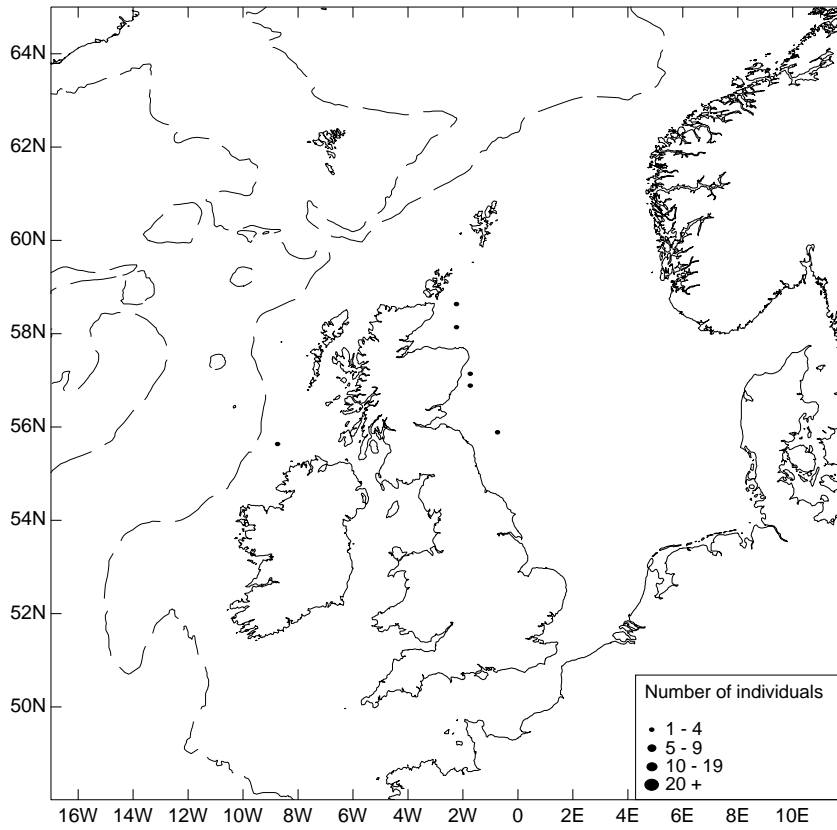 64N
62N
60N
58N
56N
54N
52N
50N
Number of individuals
1 - 4
5 - 9
10 - 19
20 +
16W 14W 12W 10W 8W 6W 4W 2W 0 2E 4E 6E 8E 10E